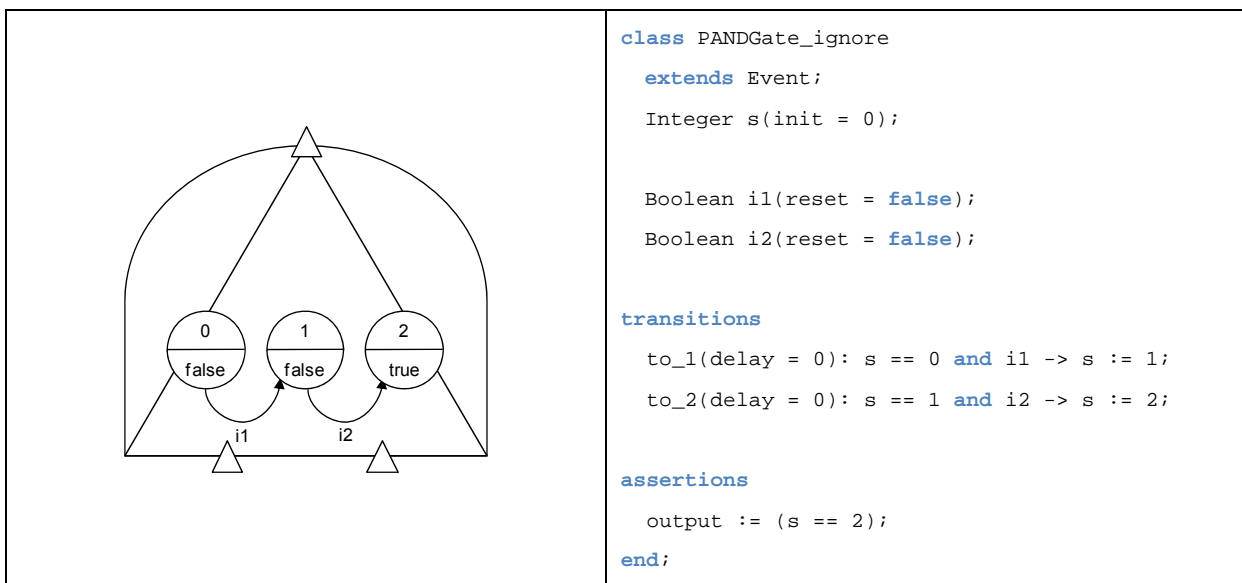 0 1 2
false false true
i1 i2
class PANDGate_ignore
extends Event;
Integer s(init = 0);
Boolean i1(reset = false);
Boolean i2(reset = false);
transitions
to_1(delay = 0): s == 0 and i1 -> s := 1;
to_2(delay = 0): s == 1 and i2 -> s := 2;
assertions
output := (s == 2);
end;